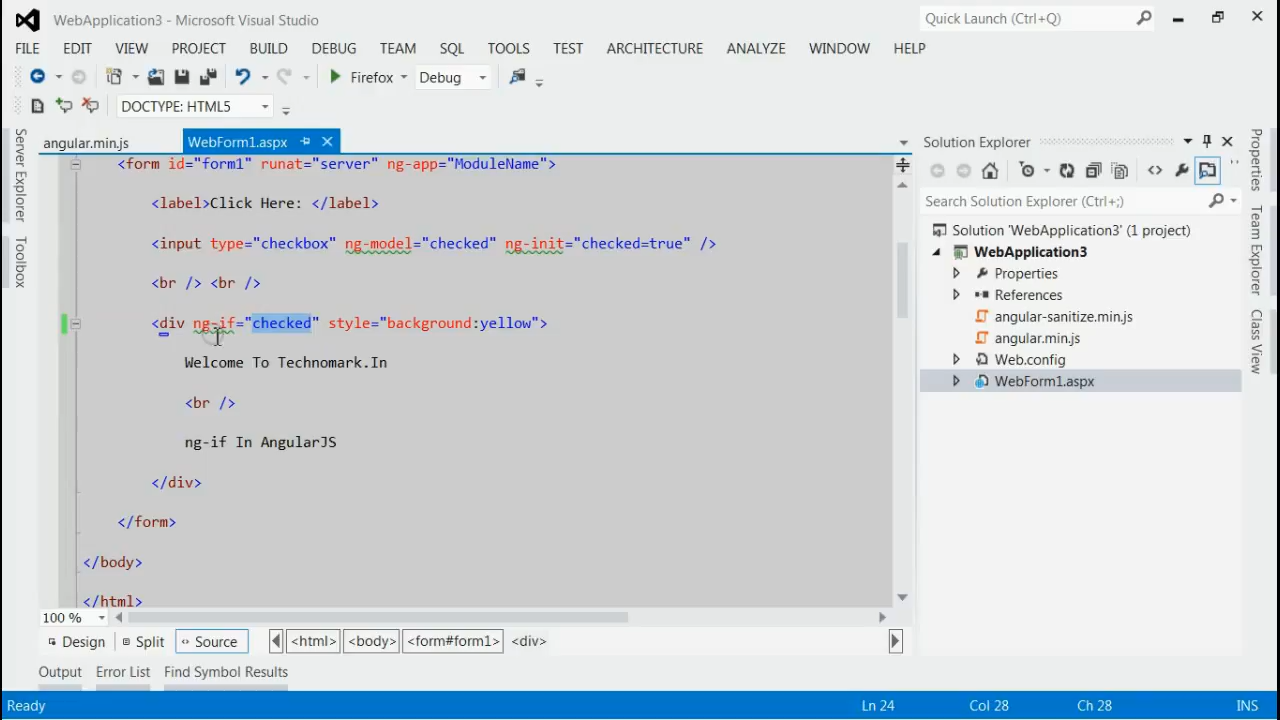 WebApplication3 - Microsoft Visual Studio
Quick Launch (Ctrl+Q)
FILE EDIT VIEW PROJECT BUILD DEBUG TEAM SQL TOOLS TEST ARCHITECTURE ANALYZE WINDOW HELP
Firefox Debug
DOCTYPE: HTML5
Server Explorer
Toolbox
angular.min.js WebForm1.aspx
<form id="form1" runat="server" ng-app="ModuleName">
<label>Click Here: </label>
<input type="checkbox" ng-model="checked" ng-init="checked=true" />
<br /> <br />
<div ng-if="checked" style="background:yellow">
Welcome To Technomark.In
<br />
ng-if In AngularJS
</div>
</form>
</body>
</html>
100 %
Design Split Source <html> <body> <form#form1> <div>
Output Error List Find Symbol Results
Solution Explorer
Search Solution Explorer (Ctrl+;)
Solution 'WebApplication3' (1 project)
WebApplication3
Properties
References
angular-sanitize.min.js
angular.min.js
Web.config
WebForm1.aspx
Properties
Team Explorer
Class View
Ready Ln 24 Col 28 Ch 28 INS